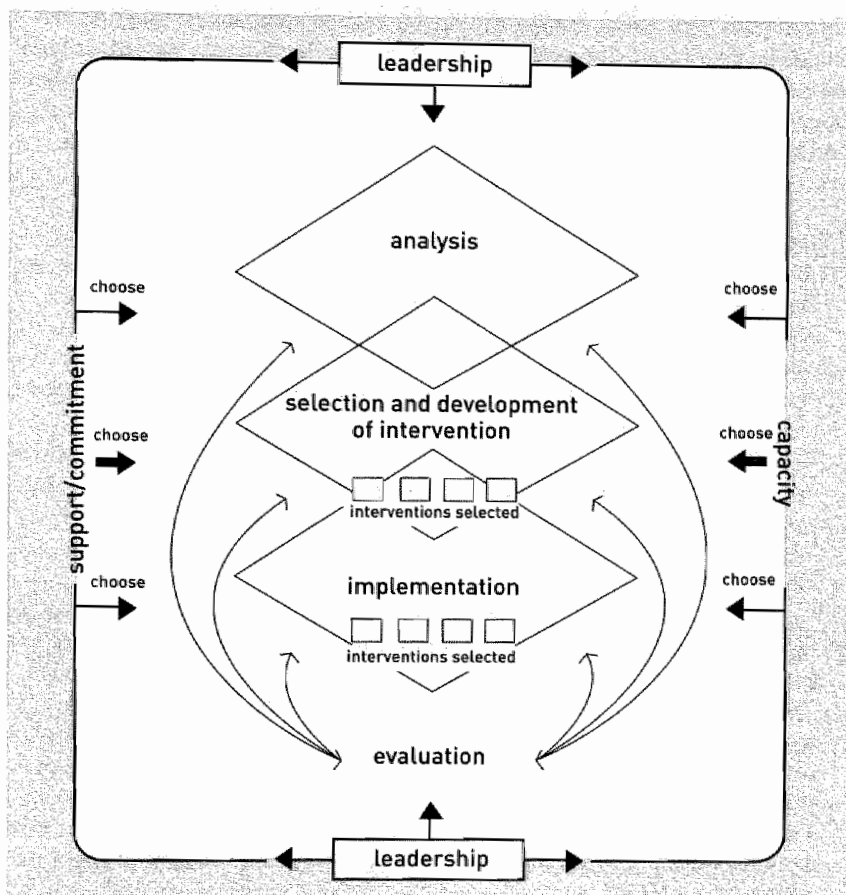 leadership
analysis
choose
choose
selection and development
of intervention
support/commitment
choose
choose
capacity
interventions selected
choose
choose
implementation
interventions selected
evaluation
leadership